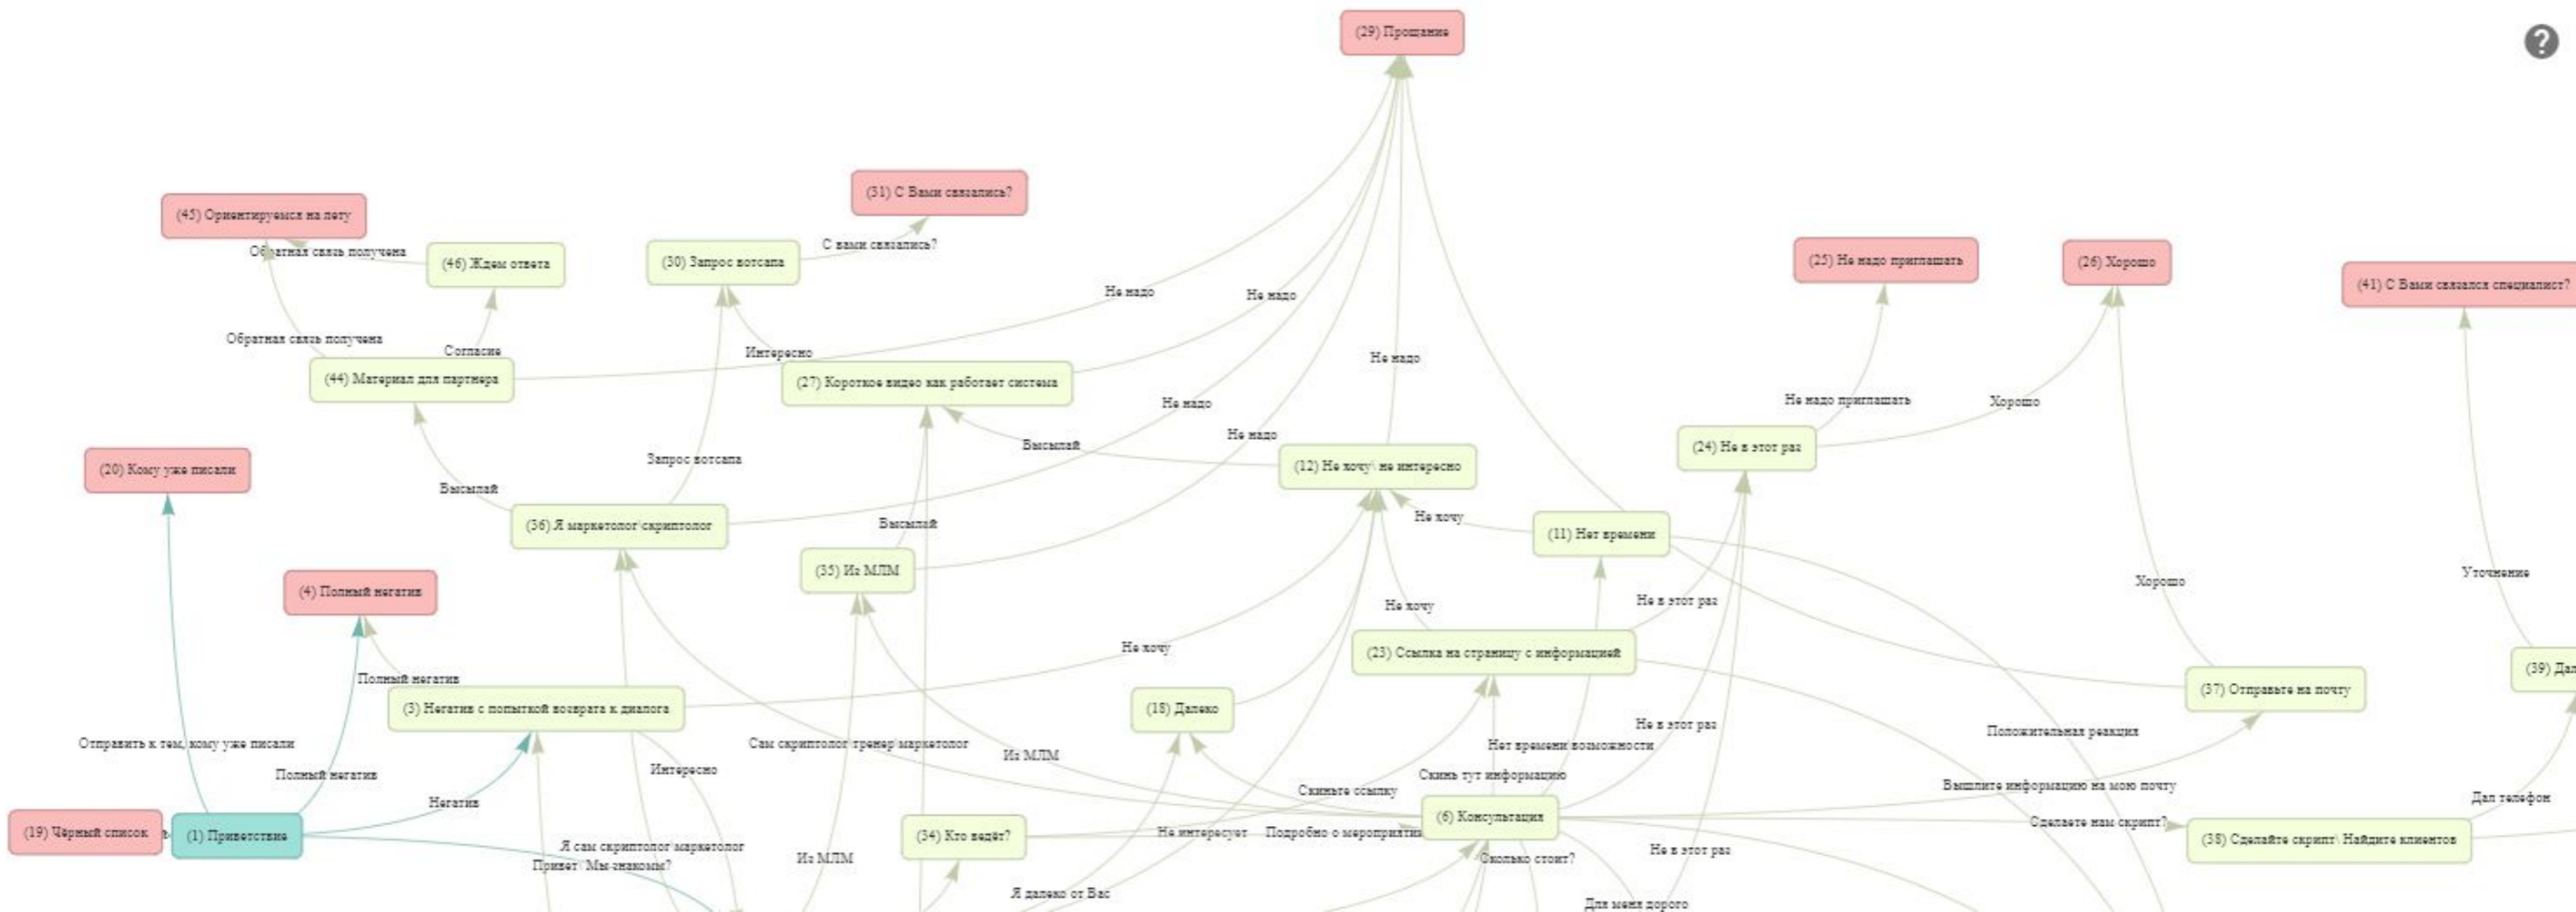 (29) Прощание
(31) С Вами связались?
(45) Ориентируемся на лету
С вами связались?
Обратная связь получена
(46) Ждем ответа
(30) Запрос вотсапа
(25) Не надо приглашать
(26) Хорошо
(41) С Вами связался специалист?
Не надо
Не надо
Обратная связь получена
Согласие
Интересно
Не надо
(44) Материал для партнера
(27) Короткое видео как работает система
Не надо приглашать
Хорошо
Не надо
Не надо
Высылай
(24) Не в этот раз
(20) Кому уже писали
Запрос вотсапа
(12) Не хочу\ не интересно
Высылай
Не хочу
(36) Я маркетолог\скриптолог
Высылай
(11) Нет времени
(35) Из МЛМ
Уточнение
(4) Полный негатив
Хорошо
Не хочу
Не в этот раз
Не хочу
(23) Ссылка на страницу с информацией
Полный негатив
(37) Отправьте на почту
(3) Негатив с попыткой возврата к диалога
(18) Далеко
Не в этот раз
Положительная реакция
Отправить к тем, кому уже писали
Сам скриптолог\тренер\маркетолог
Из МЛМ
Нет времени\возможности
Интересно
Полный негатив
Скинь тут информацию
Скиньте ссылку
Вышлите информацию на мою почту
Негатив
Дал телефон
(19) Чёрный список
(1) Приветствие
(34) Кто ведёт?
Не интересует
Подробно о мероприятии
(6) Консультация
Сделаете нам скрипт?
(38) Сделайте скрипт\ Найдите клиентов
Я сам скриптолог\маркетолог
Привет\ Мы знакомы?
Из МЛМ
Сколько стоит?
Не в этот раз
Я далеко от Вас
Для меня дорого